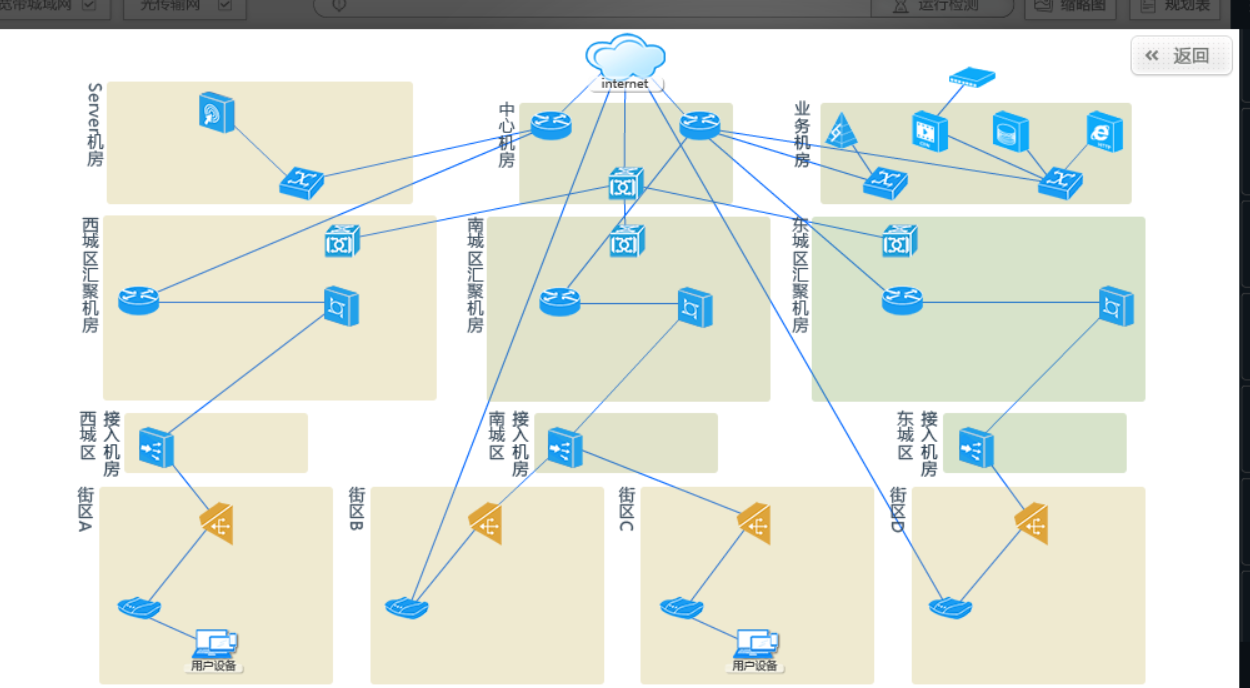 宽带城域网
光传输网
运行检测
缩略图
规划表
返回
internet
Server机房
中心机房
业务机房
CDN
HTTP
西城区汇聚机房
南城区汇聚机房
东城区汇聚机房
西城区
接入机房
南城区
接入机房
东城区
接入机房
街区A
街区B
街区C
街区D
用户设备
用户设备